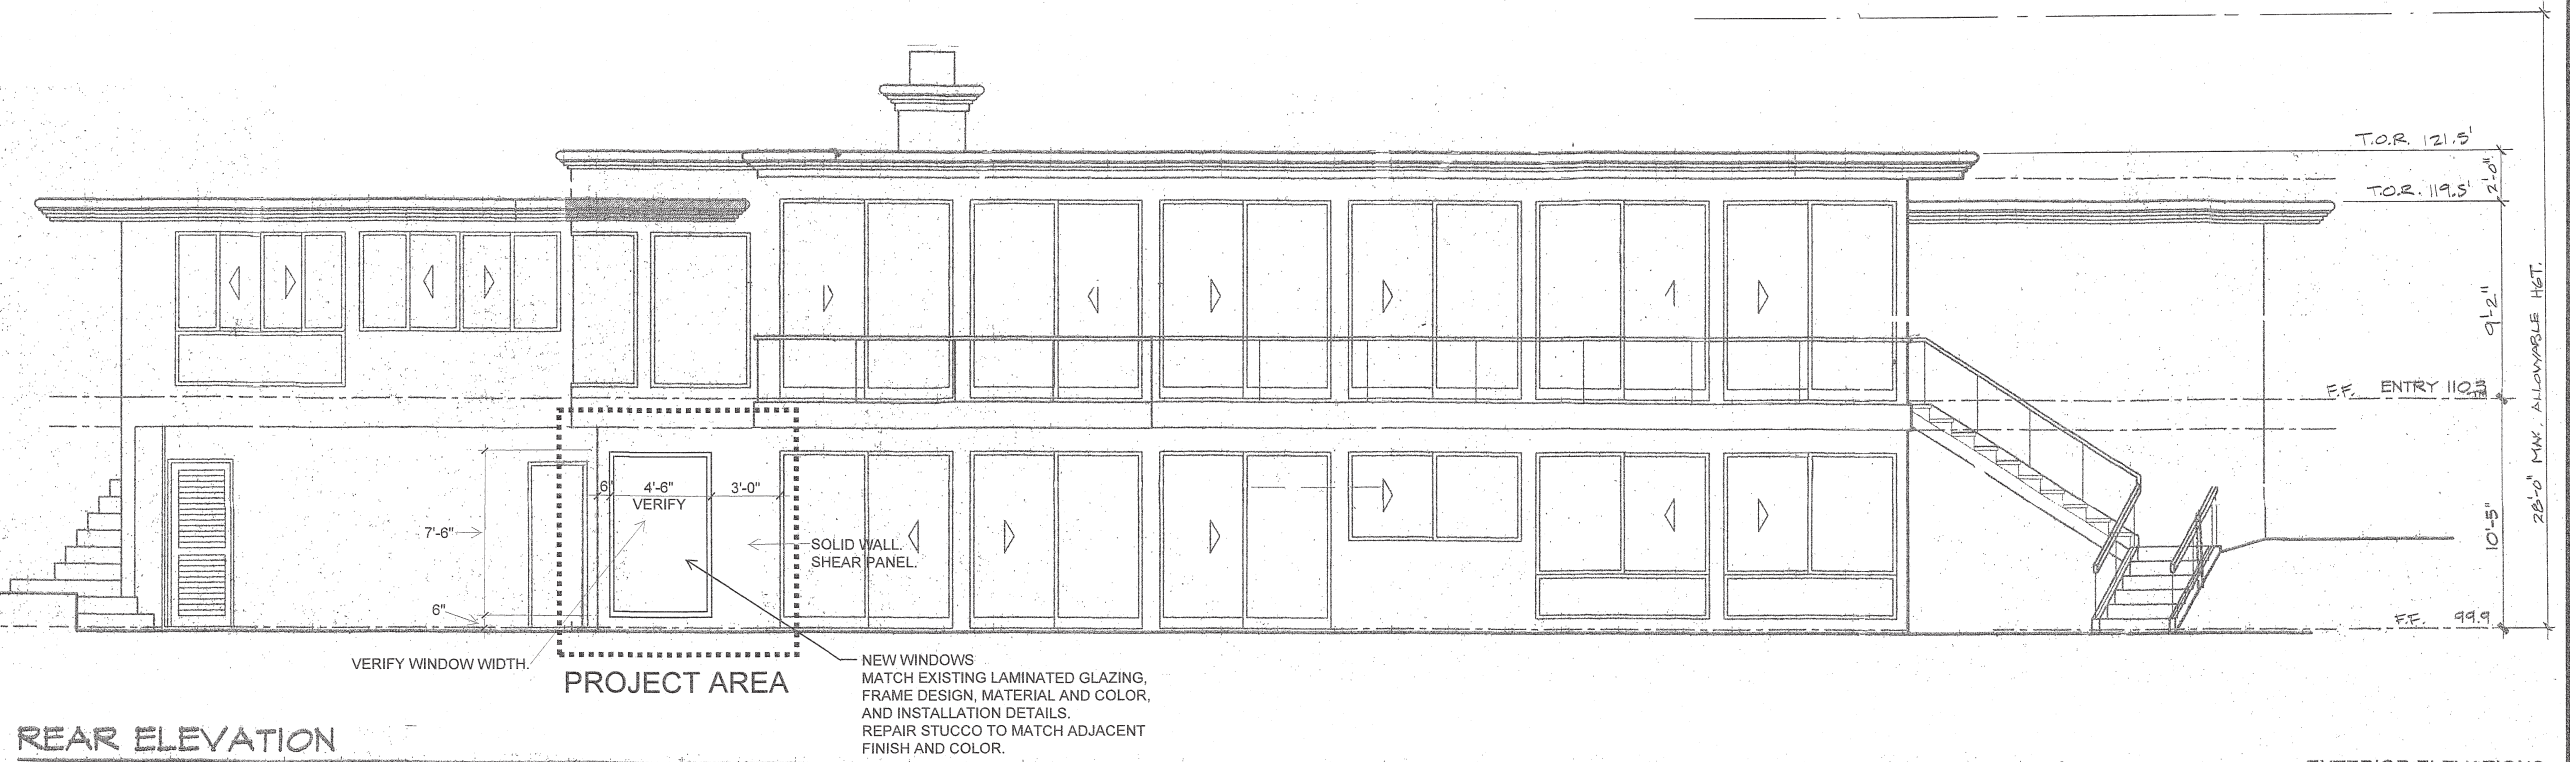 T.O.R. 121.5'
2'-0"
T.O.R. 119.5'
9'-2"
28'-0" MAX. ALLOWABLE HGT.
F.F. ENTRY 110.3
6"
4'-6"
3'-0"
VERIFY
7'-6"
SOLID WALL.
SHEAR PANEL.
10'-5"
6"
F.F. 99.9
VERIFY WINDOW WIDTH.
PROJECT AREA
NEW WINDOWS
MATCH EXISTING LAMINATED GLAZING,
FRAME DESIGN, MATERIAL AND COLOR,
AND INSTALLATION DETAILS.
REPAIR STUCCO TO MATCH ADJACENT
FINISH AND COLOR.
REAR ELEVATION